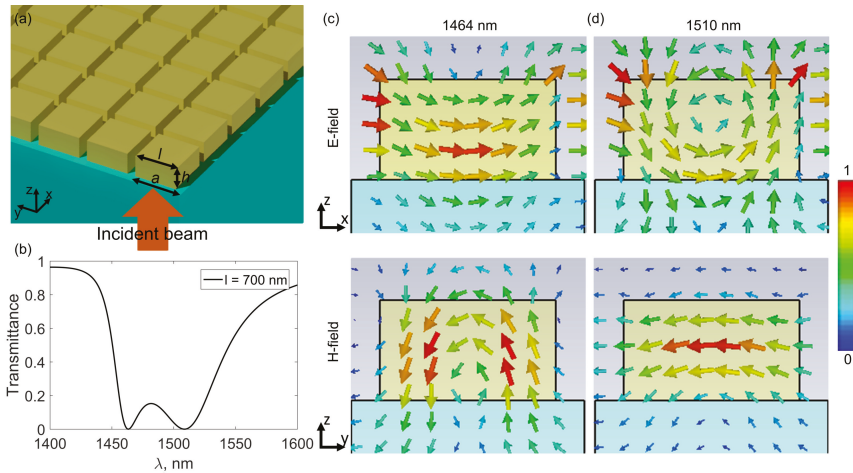 (a)
l
a
h
z
x
y
Incident beam
(b)
1
0.8
0.6
0.4
0.2
0
1400
1450
1500
1550
1600
Transmittance
λ, nm
l = 700 nm
(c)
1464 nm
(d)
1510 nm
E-field
z
x
H-field
z
y
1
0